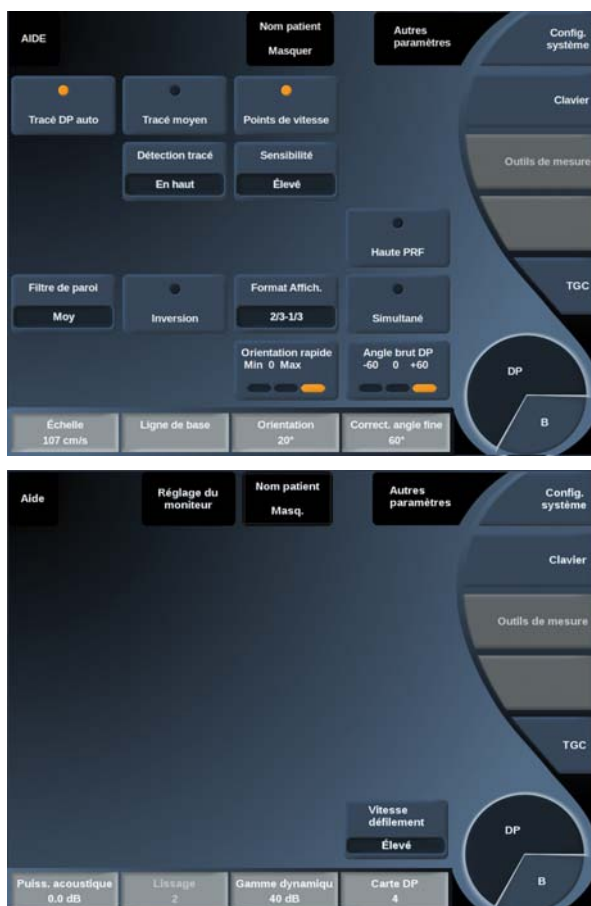 AIDE
Nom patient
Masquer
Autres
paramètres
Config.
système
Tracé DP auto
Tracé moyen
Points de vitesse
Clavier
Détection tracé
En haut
Sensibilité
Élevé
Outils de mesure
Haute PRF
Filtre de paroi
Moy
Inversion
Format Affich.
2/3-1/3
Simultané
TGC
Orientation rapide
Min 0 Max
Angle brut DP
-60 0 +60
DP
B
Échelle
107 cm/s
Ligne de base
Orientation
20°
Correct. angle fine
60°
Aide
Réglage du
moniteur
Nom patient
Masq.
Autres
paramètres
Config.
système
Clavier
Outils de mesure
TGC
Vitesse
défilement
Élevé
DP
B
Puiss. acoustique
0.0 dB
Lissage
2
Gamme dynamiqu
40 dB
Carte DP
4